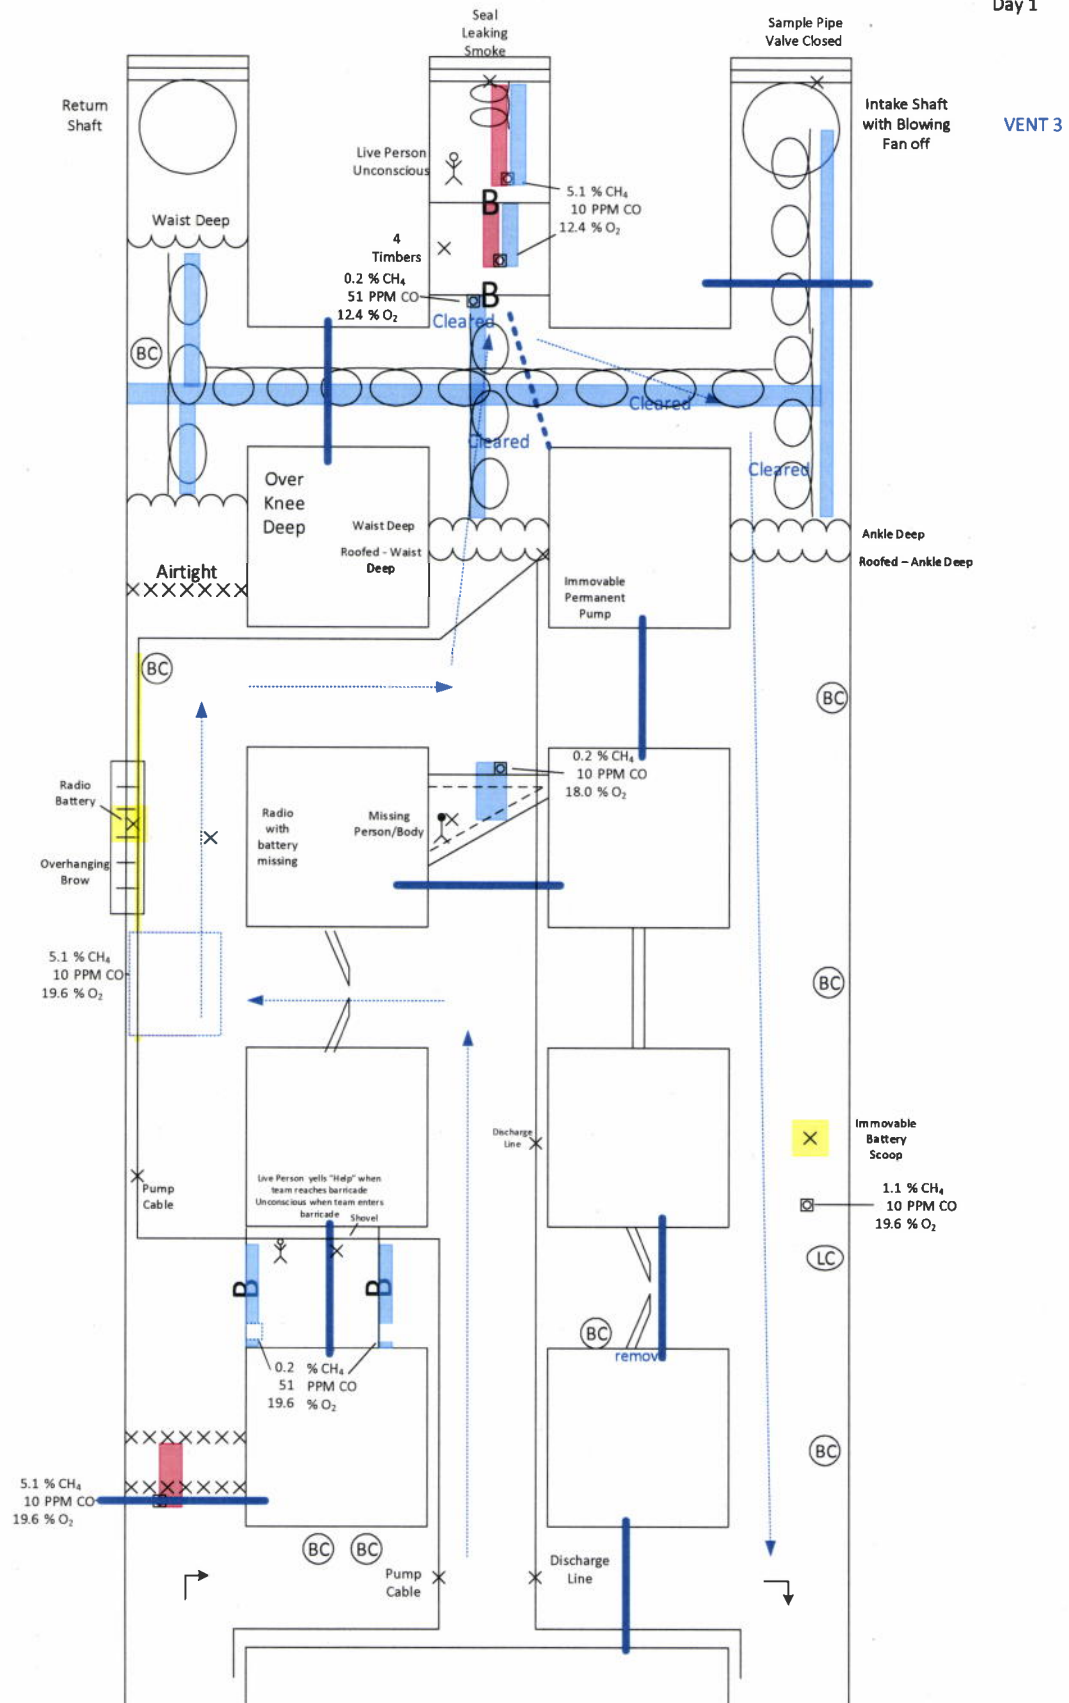 Day 1
Seal
Leaking
Smoke
Sample Pipe
Valve Closed
Return
Shaft
Intake Shaft
with Blowing
Fan off
VENT 3
Live Person
Unconscious
5.1 % CH₄
10 PPM CO
12.4 % O₂
B
Waist Deep
4
Timbers
0.2 % CH₄
51 PPM CO
12.4 % O₂
B
Cleared
BC
Cleared
Cleared
Cleared
Over
Knee
Deep
Waist Deep
Roofed - Waist
Deep
Ankle Deep
Roofed – Ankle Deep
Airtight
Immovable
Permanent
Pump
BC
BC
0.2 % CH₄
10 PPM CO
18.0 % O₂
Radio
Battery
Radio
with
battery
missing
Missing
Person/Body
Overhanging
Brow
5.1 % CH₄
10 PPM CO
19.6 % O₂
BC
Discharge
Line
Immovable
Battery
Scoop
Pump
Cable
Live Person yells "Help" when
team reaches barricade
Unconscious when team enters
barricade
Shovel
1.1 % CH₄
10 PPM CO
19.6 % O₂
LC
B
B
BC
remov
0.2 % CH₄
51 PPM CO
19.6 % O₂
BC
5.1 % CH₄
10 PPM CO
19.6 % O₂
BC
BC
Pump
Cable
Discharge
Line